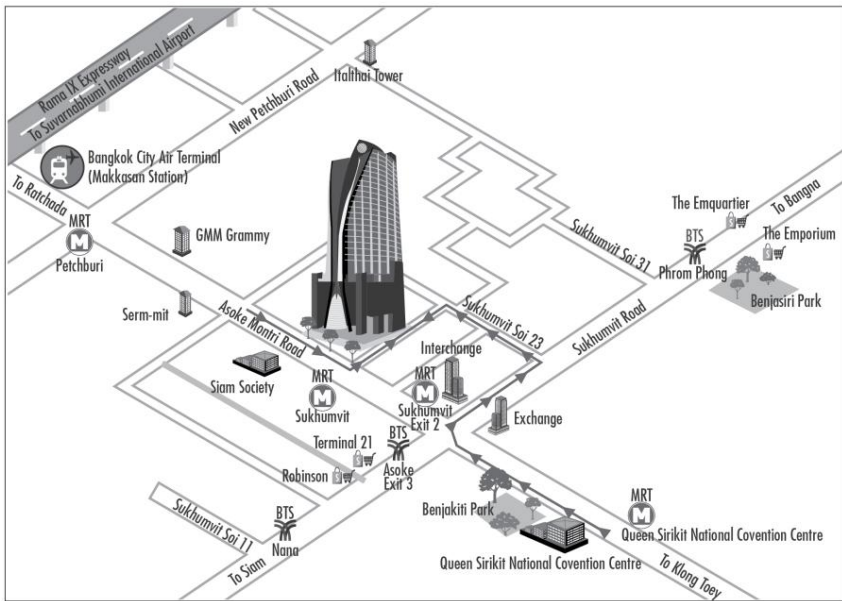 Rama IX Expressway
To Suvarnabhumi International Airport
Italthai Tower
New Petchburi Road
Bangkok City Air Terminal
(Makkasan Station)
To Ratchada
MRT
M
Petchburi
GMM Grammy
The Emquartier
To Bangna
BTS
Phrom Phong
The Emporium
Benjasiri Park
Sukhumvit Soi 31
Sukhumvit Road
Serm-mit
Asoke Montri Road
Sukhumvit Soi 23
Siam Society
MRT
M
Sukhumvit
Interchange
MRT
M
Sukhumvit
Exit 2
Exchange
Terminal 21
Robinson
BTS
Asoke
Exit 3
Sukhumvit Soi 11
BTS
Nana
To Siam
Benjakiti Park
MRT
M
Queen Sirikit National Covention Centre
Queen Sirikit National Covention Centre
To Klong Toey